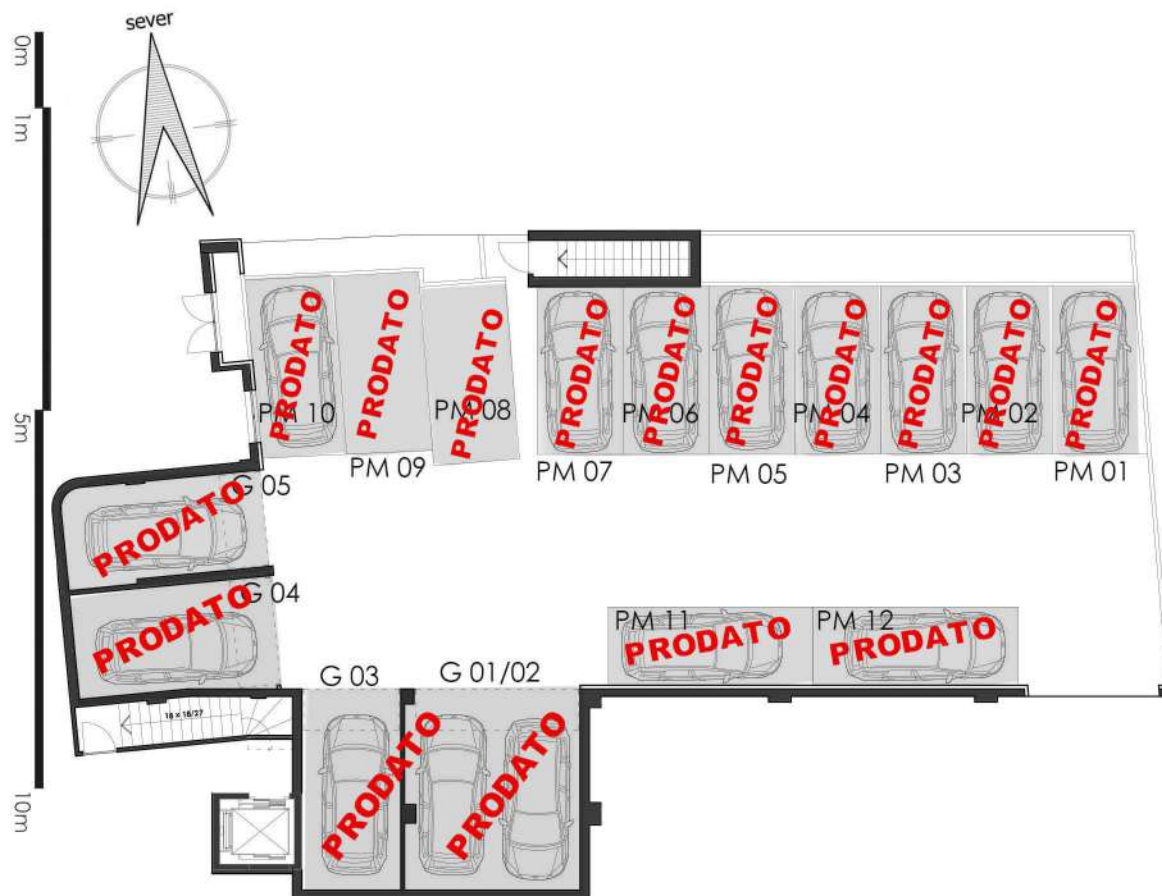 sever
0m
1m
5m
10m
PRODATO
PM 10
PRODATO
PM 09
PRODATO
PM 08
PRODATO
PM 07
PRODATO
PM 06
PRODATO
PM 05
PRODATO
PM 04
PRODATO
PM 03
PRODATO
PM 02
PRODATO
PM 01
G 05
PRODATO
G 04
PRODATO
PM 11
PRODATO
PM 12
PRODATO
G 03
PRODATO
G 01/02
PRODATO